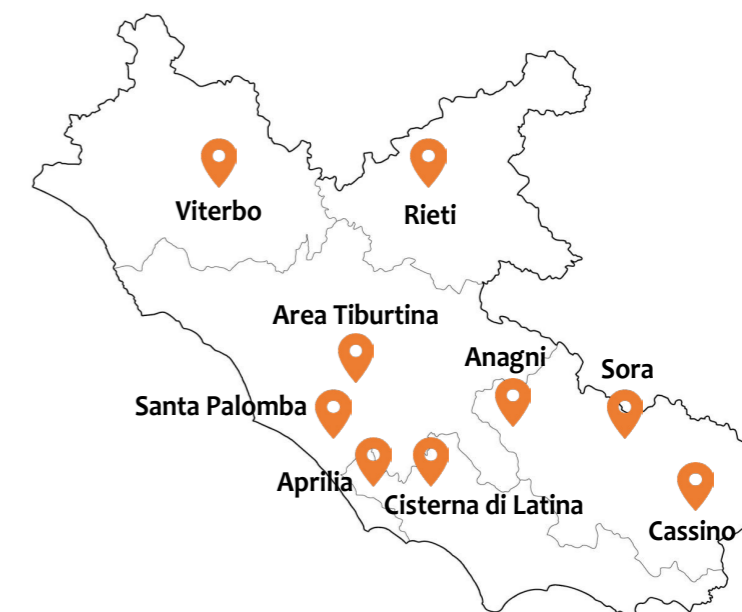 Viterbo
Rieti
Area Tiburtina
Anagni
Sora
Santa Palomba
Aprilia
Cisterna di Latina
Cassino